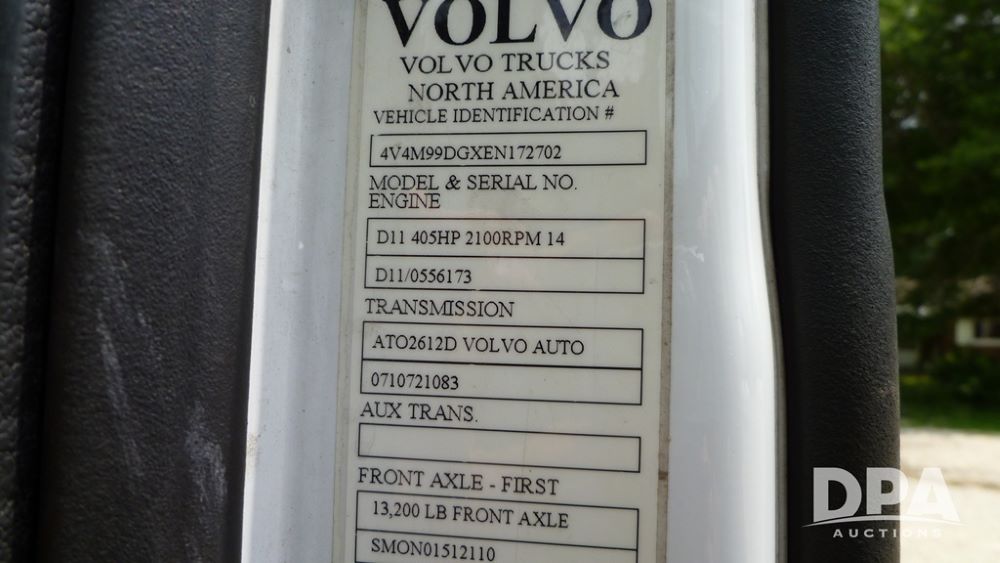 VOLVO
VOLVO TRUCKS
NORTH AMERICA
VEHICLE IDENTIFICATION #
4V4M99DGXEN172702
MODEL & SERIAL NO.
ENGINE
D11 405HP 2100RPM 14
D11/0556173
TRANSMISSION
ATO2612D VOLVO AUTO
0710721083
AUX TRANS.
FRONT AXLE - FIRST
13,200 LB FRONT AXLE
SMON01512110
DPA
AUCTIONS